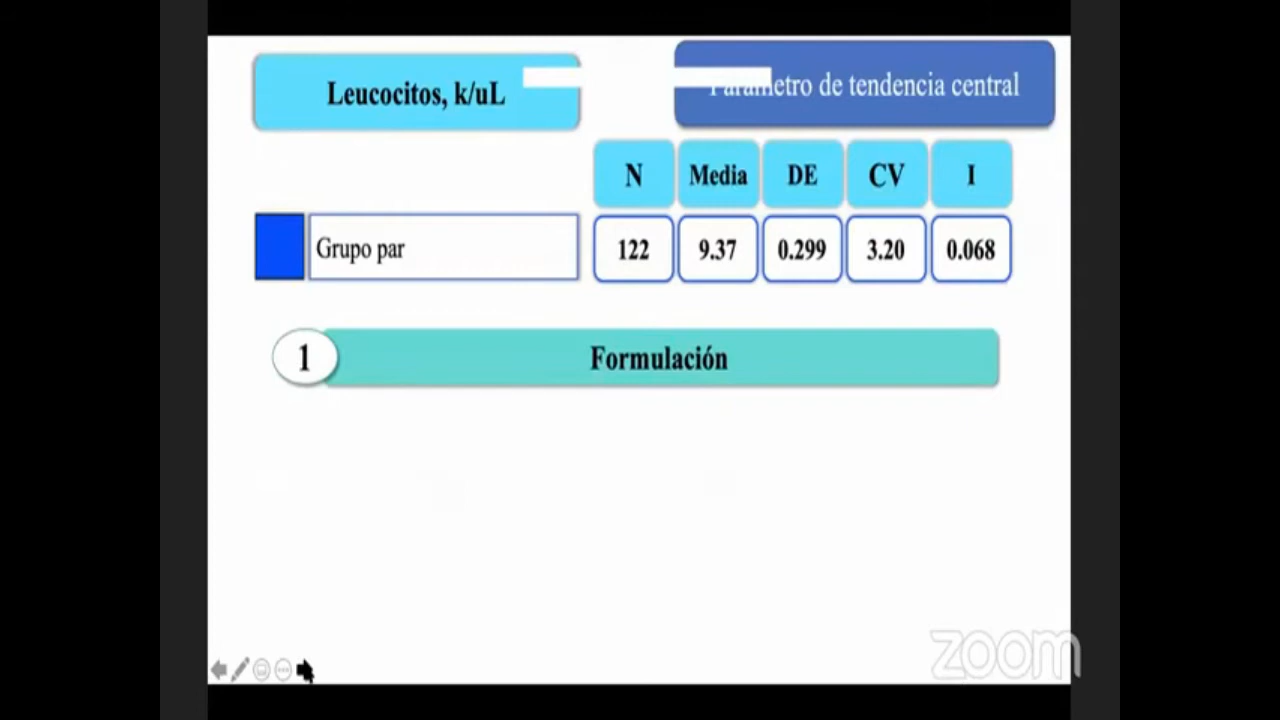 Leucocitos, k/uL
Parámetro de tendencia central
N Media DE CV I
Grupo par 122 9.37 0.299 3.20 0.068
1 Formulación
zoom